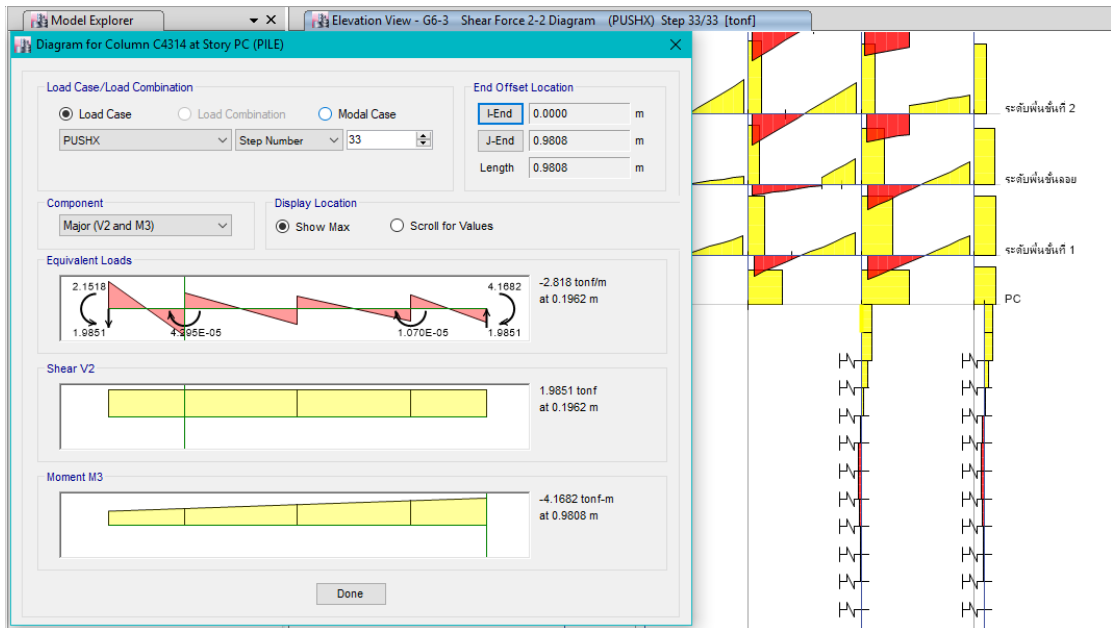 Model Explorer
Elevation View - G6-3 Shear Force 2-2 Diagram (PUSHX) Step 33/33 [tonf]
Diagram for Column C4314 at Story PC (PILE)
Load Case/Load Combination
Load Case Load Combination Modal Case
PUSHX Step Number 33
End Offset Location
I-End 0.0000 m
J-End 0.9808 m
Length 0.9808 m
Component
Major (V2 and M3)
Display Location
Show Max Scroll for Values
Equivalent Loads
2.1518 4.1682
1.9851 4.295E-05 1.070E-05 1.9851
-2.818 tonf/m
at 0.1962 m
Shear V2
1.9851 tonf
at 0.1962 m
Moment M3
-4.1682 tonf-m
at 0.9808 m
Done
ระดับพื้นชั้นที่ 2
ระดับพื้นชั้นลอย
ระดับพื้นชั้นที่ 1
PC